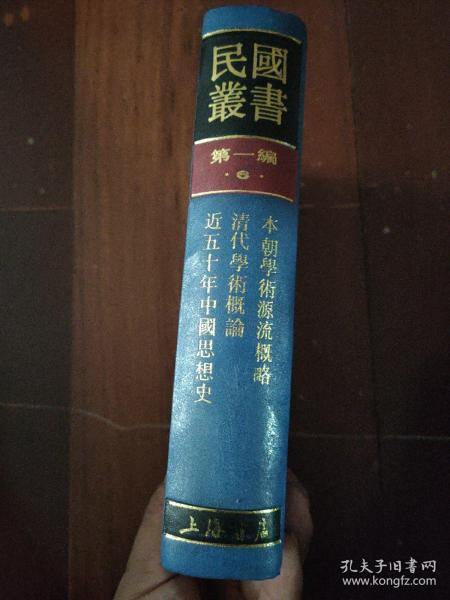 民國
叢書
第一編
·6·
本朝學術源流概略
清代學術概論
近五十年中國思想史
上海书店
孔夫子旧书网
www.kongfz.com